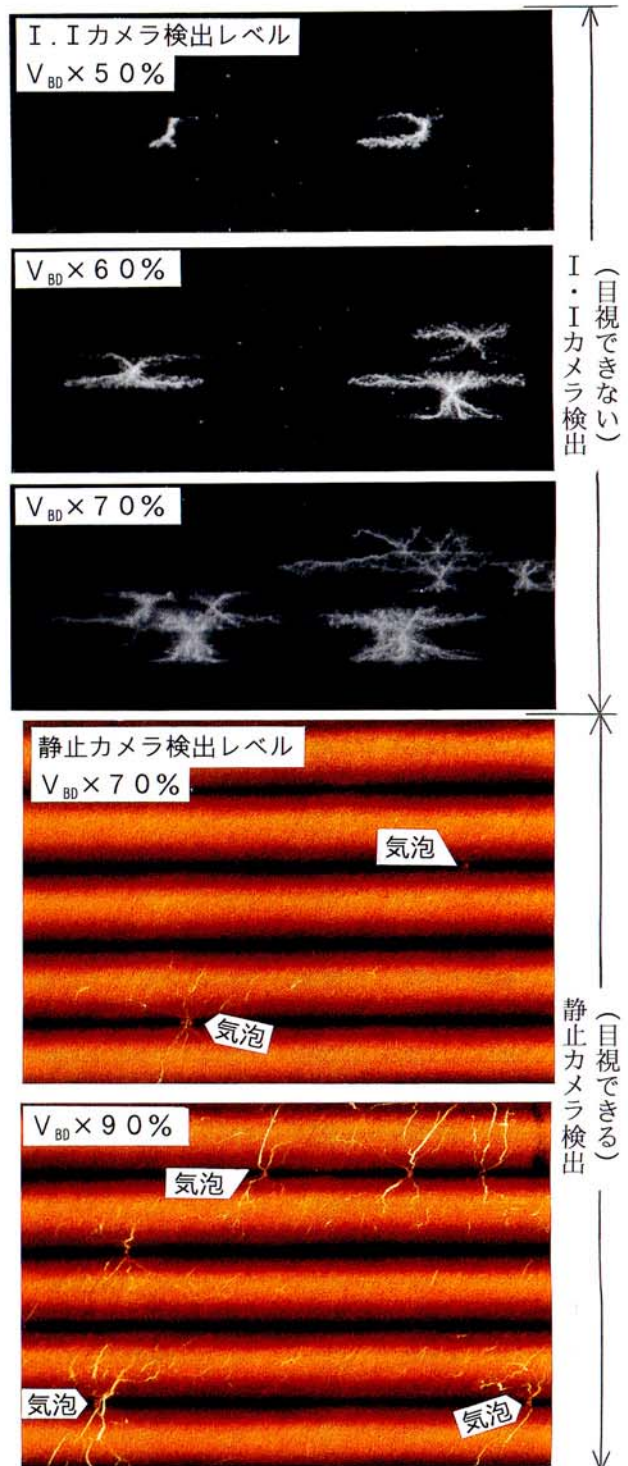 I.Iカメラ検出レベル
V_BD×50%
V_BD×60%
V_BD×70%
(目視できない)
I・Iカメラ検出
静止カメラ検出レベル
V_BD×70%
気泡
気泡
V_BD×90%
気泡
気泡
気泡
(目視できる)
静止カメラ検出